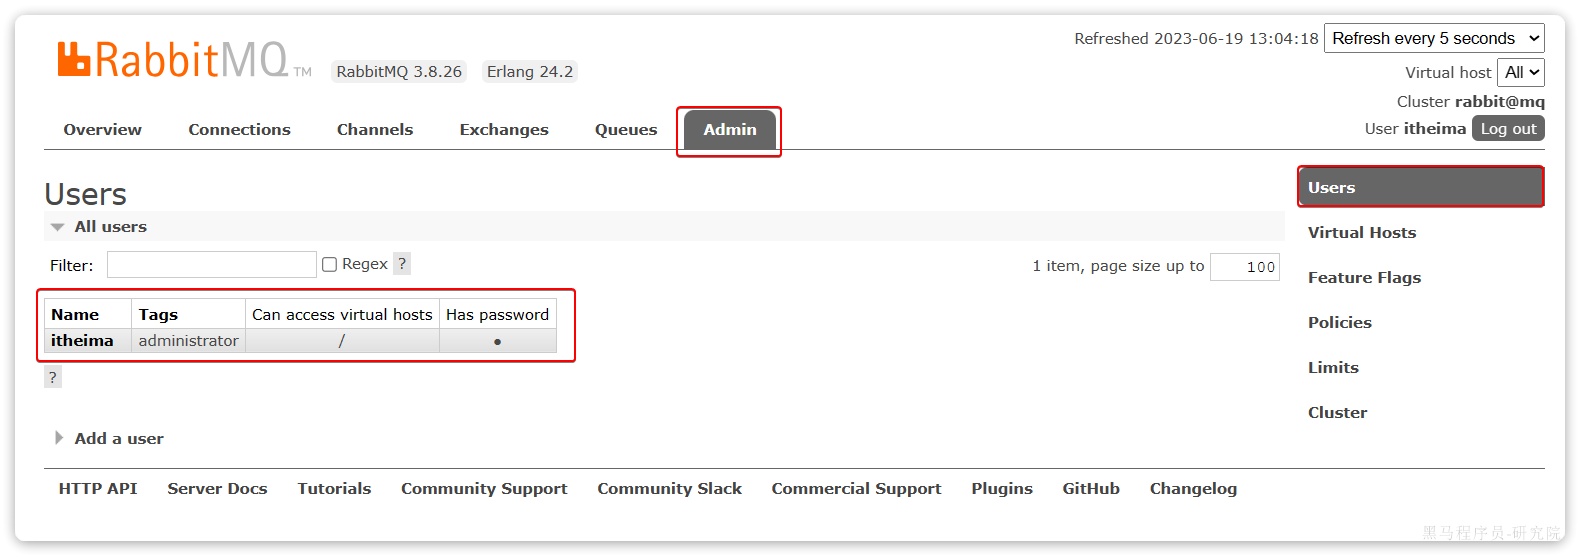 Refreshed 2023-06-19 13:04:18 Refresh every 5 seconds
RabbitMQ TM RabbitMQ 3.8.26 Erlang 24.2
Virtual host All
Cluster rabbit@mq
User itheima Log out
Overview Connections Channels Exchanges Queues Admin
Users
All users
Filter: Regex ? 1 item, page size up to 100
Name Tags Can access virtual hosts Has password
itheima administrator / ●
?
Add a user
Users
Virtual Hosts
Feature Flags
Policies
Limits
Cluster
HTTP API Server Docs Tutorials Community Support Community Slack Commercial Support Plugins GitHub Changelog
黑马程序员-研究院